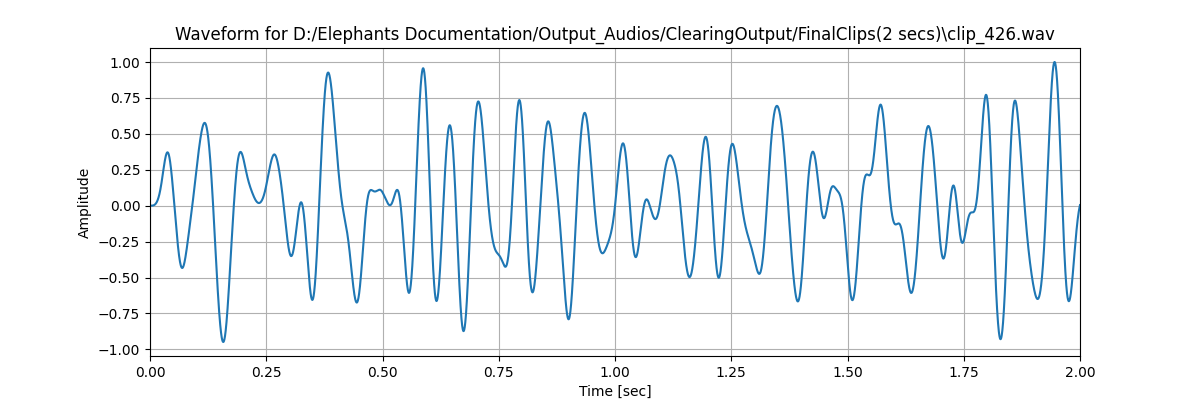 Waveform for D:/Elephants Documentation/Output_Audios/ClearingOutput/FinalClips(2 secs)\clip_426.wav
1.00
0.75
0.50
0.25
0.00
−0.25
−0.50
−0.75
−1.00
Amplitude
0.00 0.25 0.50 0.75 1.00 1.25 1.50 1.75 2.00
Time [sec]